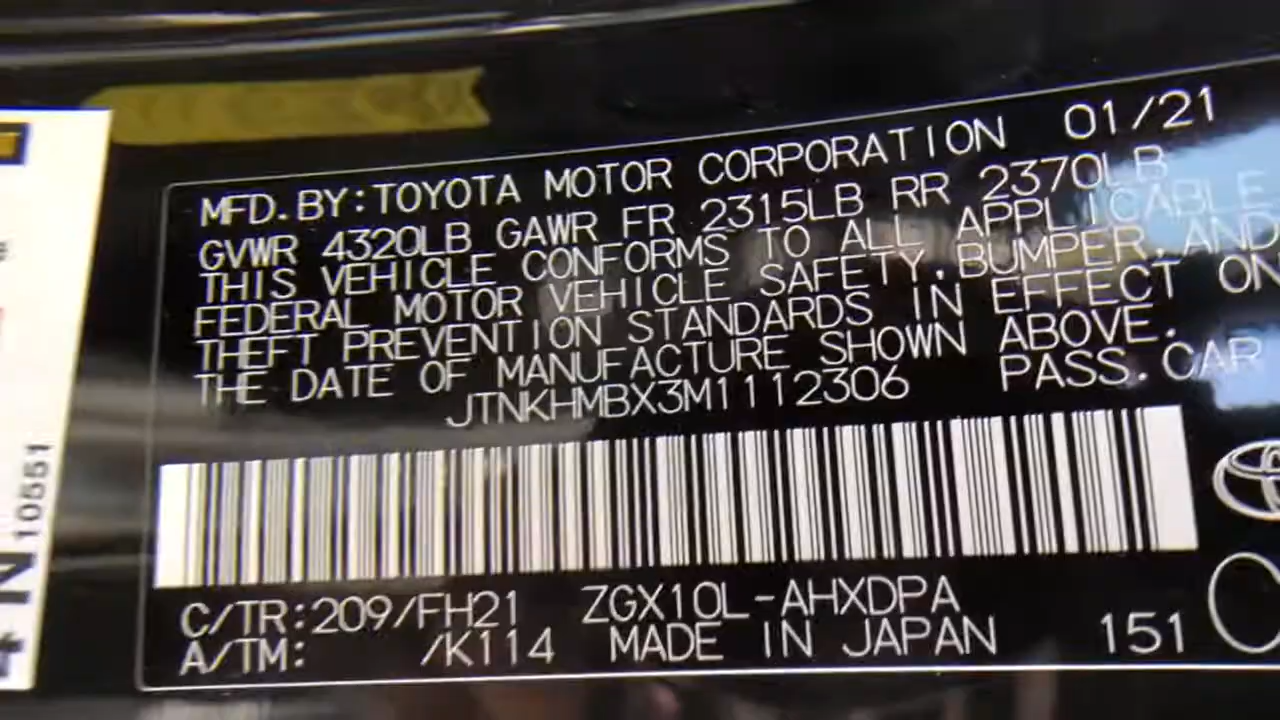 MFD.BY:TOYOTA MOTOR CORPORATION 01/21
GVWR 4320LB GAWR FR 2315LB RR 2370LB
THIS VEHICLE CONFORMS TO ALL APPLICABLE
FEDERAL MOTOR VEHICLE SAFETY,BUMPER,AND
THEFT PREVENTION STANDARDS IN EFFECT ON
THE DATE OF MANUFACTURE SHOWN ABOVE.
JTNKHMBX3M1112306 PASS.CAR
C/TR:209/FH21 ZGX10L-AHXDPA
A/TM: /K114 MADE IN JAPAN 151
10551